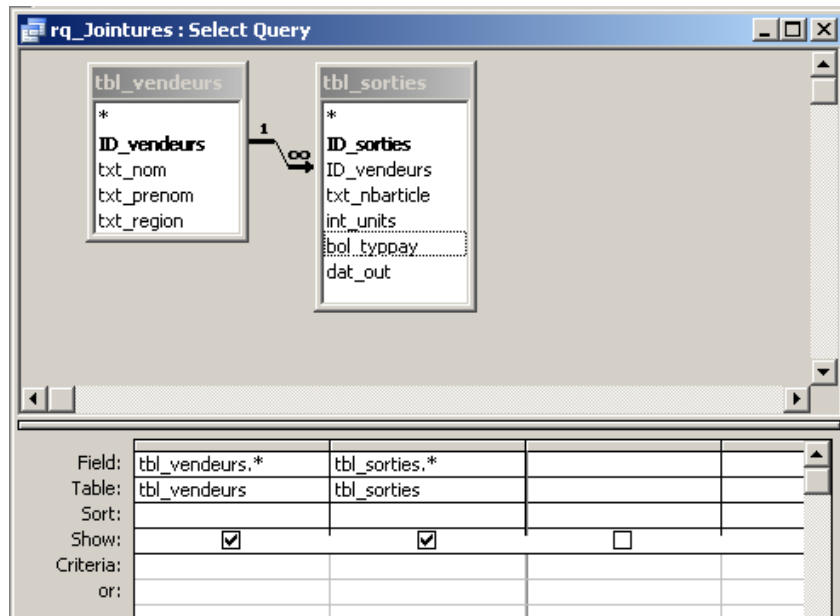 rq_Jointures : Select Query
tbl_vendeurs
*
ID_vendeurs
txt_nom
txt_prenom
txt_region
1
∞
tbl_sorties
*
ID_sorties
ID_vendeurs
txt_nbarticle
int_units
bol_typpay
dat_out
Field: tbl_vendeurs.* tbl_sorties.*
Table: tbl_vendeurs tbl_sorties
Sort:
Show:
Criteria:
or: